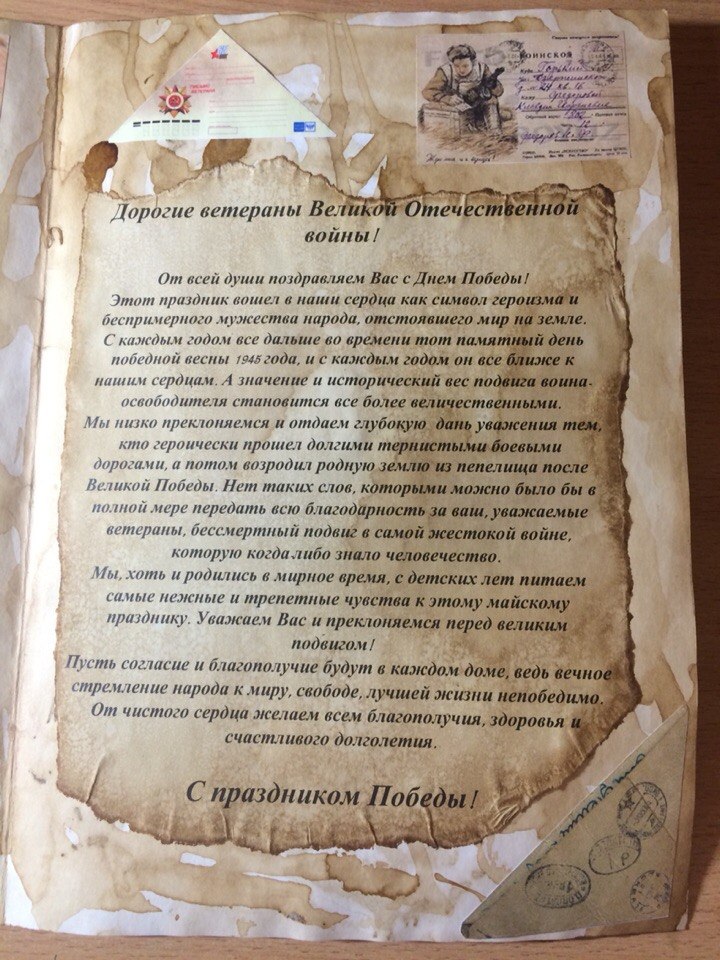 ПИСЬМО
ВЕТЕРАНУ
ВОИНСКОЕ
Куда
Кому
Дорогие ветераны Великой Отечественной
войны!
От всей души поздравляем Вас с Днем Победы!
Этот праздник вошел в наши сердца как символ героизма и
беспримерного мужества народа, отстоявшего мир на земле.
С каждым годом все дальше во времени тот памятный день
победной весны 1945 года, и с каждым годом он все ближе к
нашим сердцам. А значение и исторический вес подвига воина-
освободителя становится все более величественными.
Мы низко преклоняемся и отдаем глубокую дань уважения тем,
кто героически прошел долгими тернистыми боевыми
дорогами, а потом возродил родную землю из пепелища после
Великой Победы. Нет таких слов, которыми можно было бы в
полной мере передать всю благодарность за ваш, уважаемые
ветераны, бессмертный подвиг в самой жестокой войне,
которую когда-либо знало человечество.
Мы, хоть и родились в мирное время, с детских лет питаем
самые нежные и трепетные чувства к этому майскому
празднику. Уважаем Вас и преклоняемся перед великим
подвигом!
Пусть согласие и благополучие будут в каждом доме, ведь вечное
стремление народа к миру, свободе, лучшей жизни непобедимо.
От чистого сердца желаем всем благополучия, здоровья и
счастливого долголетия.
С праздником Победы!